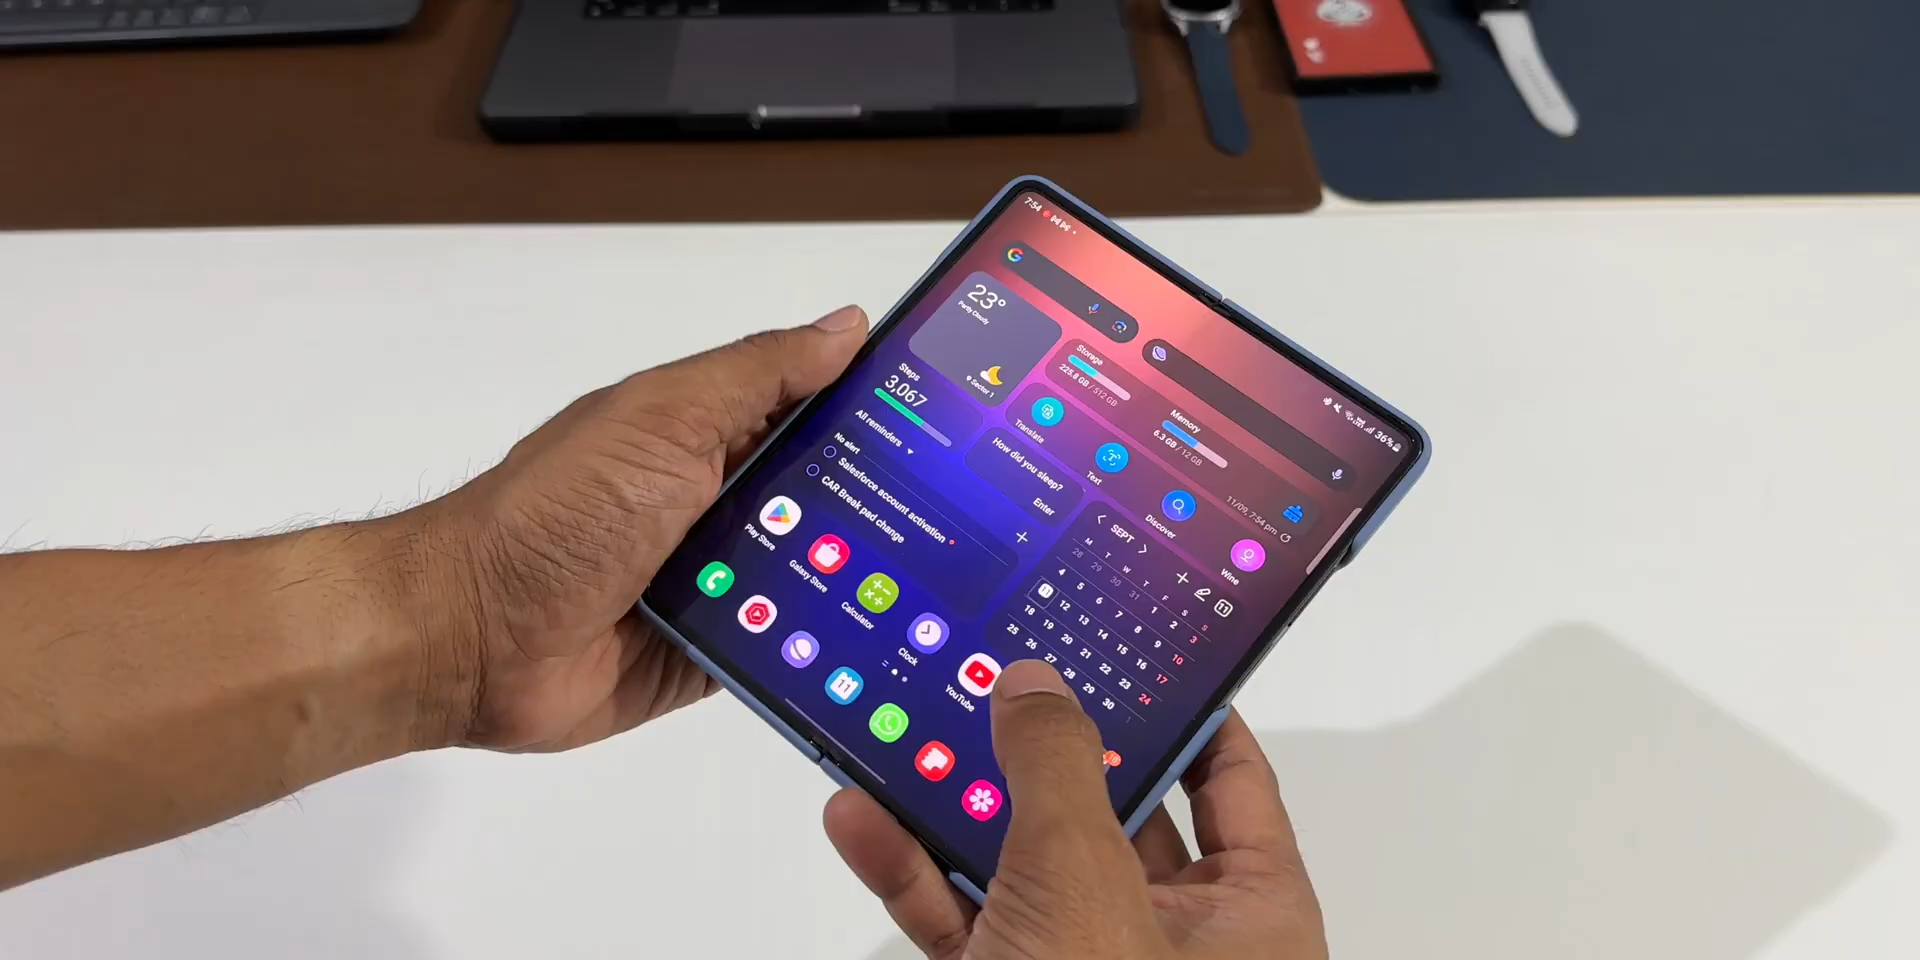 7:54
36%
G
23°
Partly Cloudy
Sector 1
Storage
225.8 GB / 512 GB
Memory
6.3 GB / 12 GB
11/09, 7:54 pm
Steps
3,067
Translate
Text
Discover
Wine
All reminders
No alert
Salesforce account activation
CAR Break pad change
How did you sleep?
Enter
SEPT
11
M T W T F S S
28 29 30 31 1 2 3
4 5 6 7 8 9 10
11 12 13 14 15 16 17
18 19 20 21 22 23 24
25 26 27 28 29 30 1
Play Store
Galaxy Store
Calculator
Clock
YouTube
11